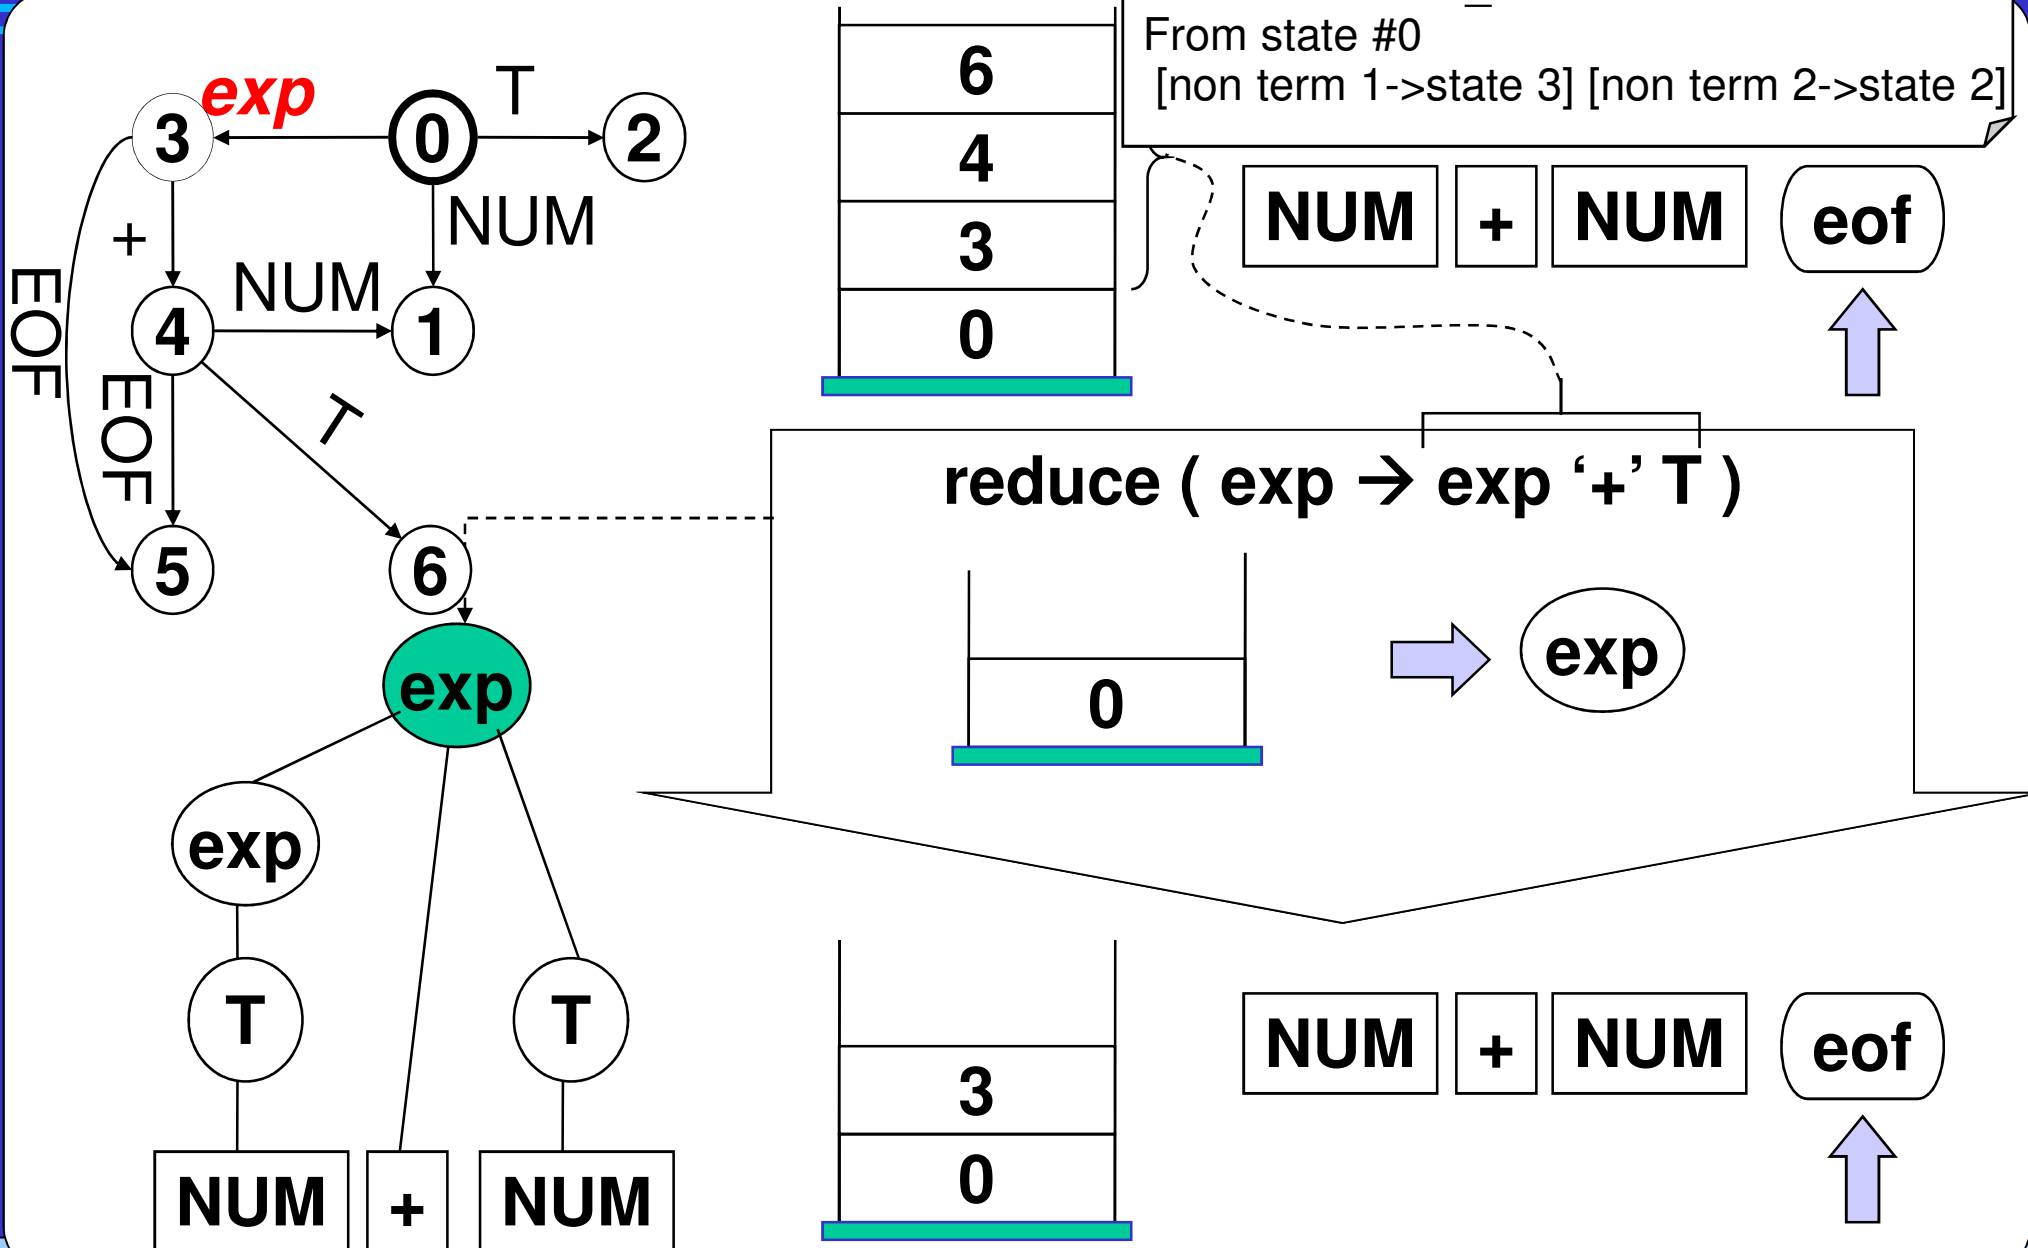 From state #0
[non term 1->state 3] [non term 2->state 2]
3
exp
0
T
2
+
NUM
EOF
4
NUM
1
EOF
T
5
6
6
4
3
0
NUM + NUM eof
reduce ( exp → exp ‘+’ T )
0
exp
exp
exp
T
T
NUM + NUM
3
0
NUM + NUM eof